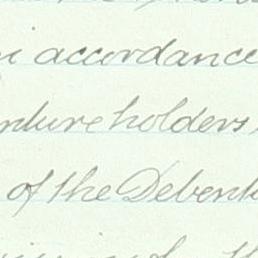 accordance
nture holders
of the Debent